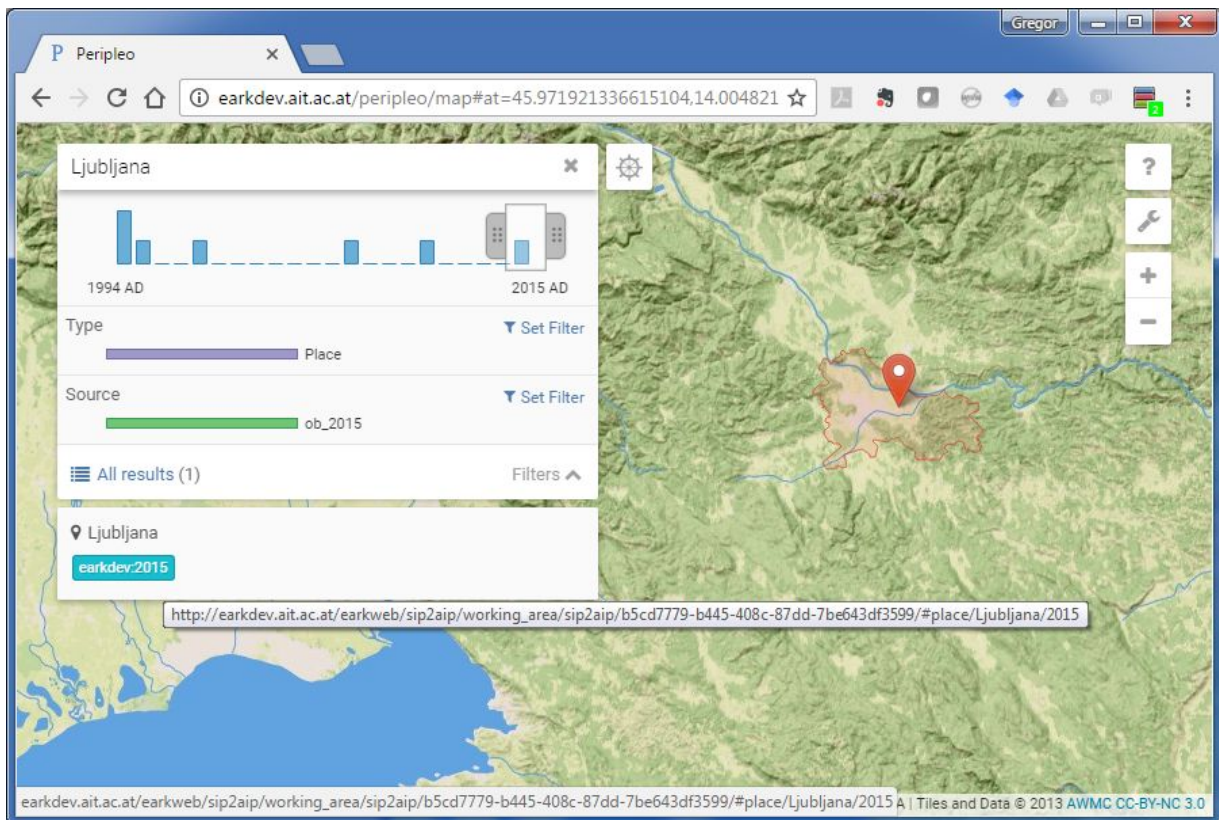 Gregor
P Peripleo
earkdev.ait.ac.at/peripleo/map#at=45.971921336615104,14.004821
2
Ljubljana
?
1994 AD 2015 AD
Type Set Filter
Place
Source Set Filter
ob_2015
All results (1) Filters
Ljubljana
earkdev:2015
http://earkdev.ait.ac.at/earkweb/sip2aip/working_area/sip2aip/b5cd7779-b445-408c-87dd-7be643df3599/#place/Ljubljana/2015
earkdev.ait.ac.at/earkweb/sip2aip/working_area/sip2aip/b5cd7779-b445-408c-87dd-7be643df3599/#place/Ljubljana/2015 A | Tiles and Data © 2013 AWMC CC-BY-NC 3.0